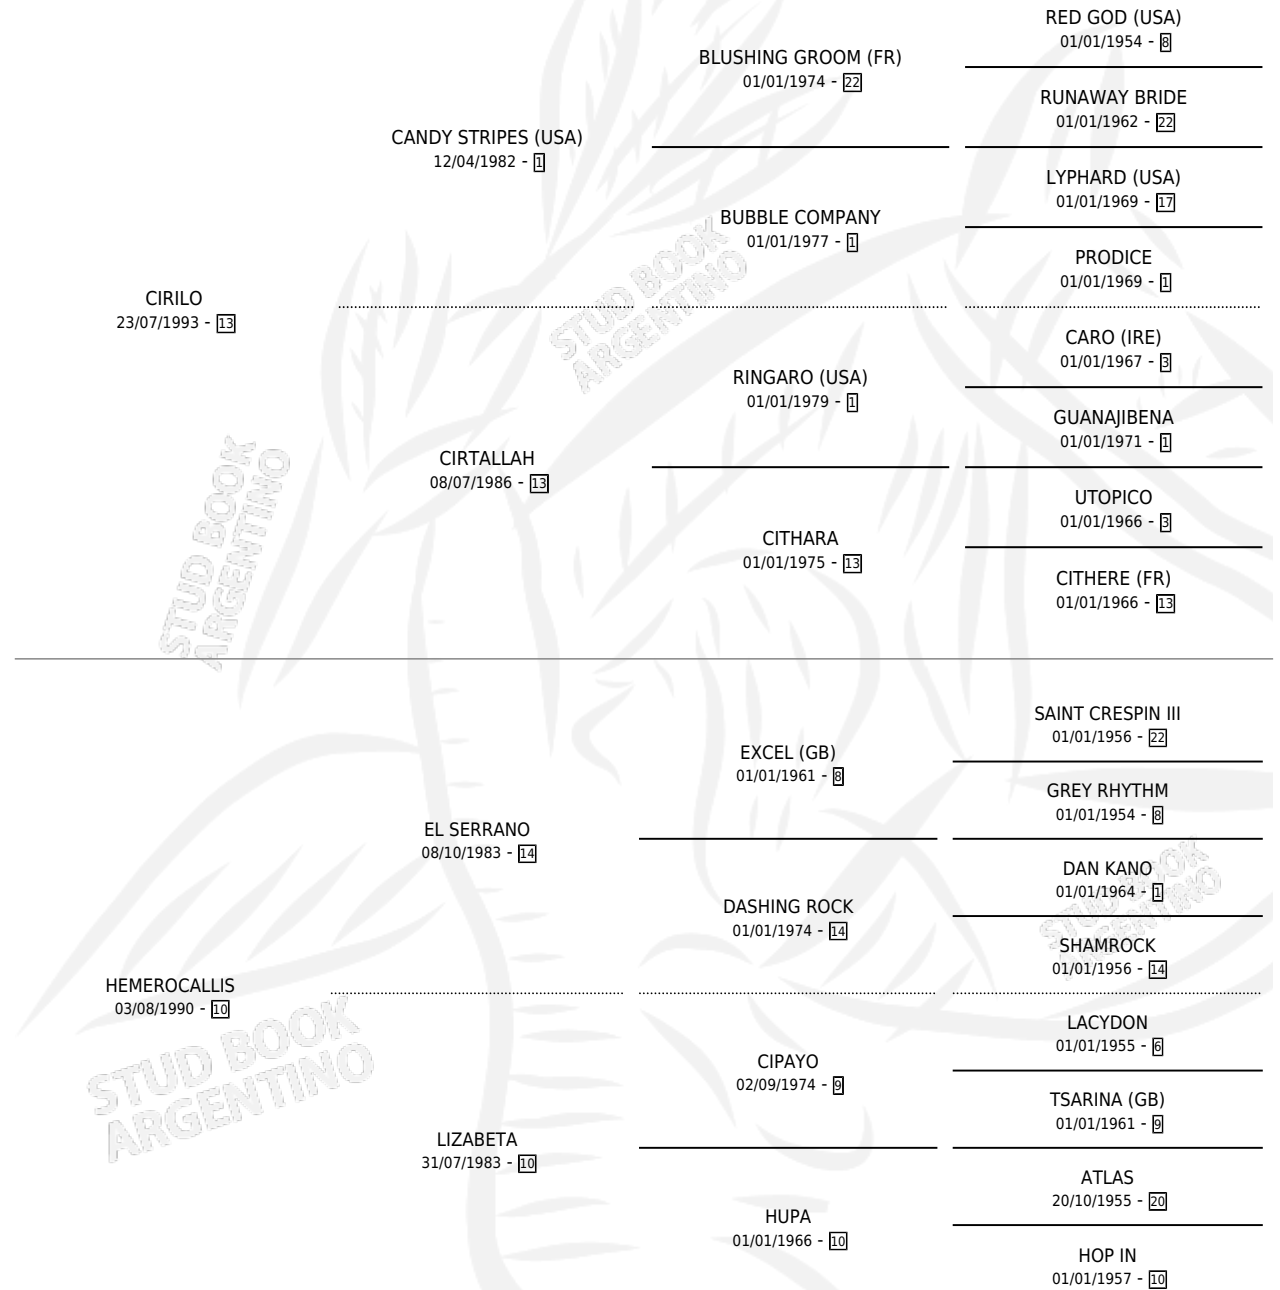 RED GOD (USA)
01/01/1954 - 8
BLUSHING GROOM (FR)
01/01/1974 - 22
RUNAWAY BRIDE
01/01/1962 - 22
CANDY STRIPES (USA)
12/04/1982 - 1
LYPHARD (USA)
01/01/1969 - 17
BUBBLE COMPANY
01/01/1977 - 1
PRODICE
01/01/1969 - 1
CIRILO
23/07/1993 - 13
STUD BOOK
ARGENTINO
CARO (IRE)
01/01/1967 - 3
RINGARO (USA)
01/01/1979 - 1
GUANAJIBENA
01/01/1971 - 1
CIRTALLAH
08/07/1986 - 13
UTOPICO
01/01/1966 - 3
CITHARA
01/01/1975 - 13
CITHERE (FR)
01/01/1966 - 13
STUD BOOK
ARGENTINO
SAINT CRESPIN III
01/01/1956 - 22
EXCEL (GB)
01/01/1961 - 8
GREY RHYTHM
01/01/1954 - 8
EL SERRANO
08/10/1983 - 14
DAN KANO
01/01/1964 - 1
STUD BOOK
ARGENTINO
DASHING ROCK
01/01/1974 - 14
SHAMROCK
01/01/1956 - 14
HEMEROCALLIS
03/08/1990 - 10
LACYDON
01/01/1955 - 6
CIPAYO
02/09/1974 - 9
STUD BOOK
ARGENTINO
TSARINA (GB)
01/01/1961 - 9
LIZABETA
31/07/1983 - 10
ATLAS
20/10/1955 - 20
HUPA
01/01/1966 - 10
HOP IN
01/01/1957 - 10